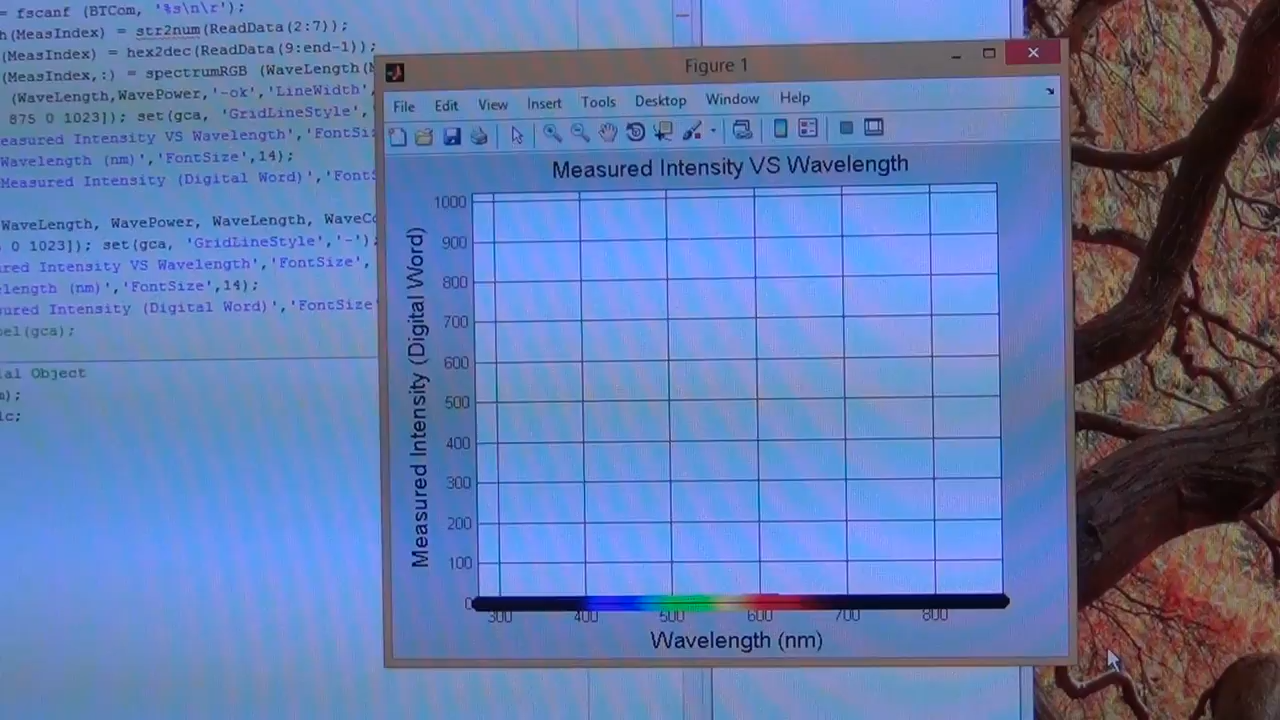 = fscanf (BTCom, '%s\n\r');
h(MeasIndex) = str2num(ReadData(2:7));
(MeasIndex) = hex2dec(ReadData(9:end-1));
(MeasIndex,:) = spectrumRGB (WaveLength(
(WaveLength,WavePower,'-ok','LineWidth',
875 0 1023]); set(gca, 'GridLineStyle',
easured Intensity VS Wavelength','FontSi
Wavelength (nm)','FontSize',14);
Measured Intensity (Digital Word)','FontS
WaveLength, WavePower, WaveLength, WaveCo
0 1023]); set(gca, 'GridLineStyle','-');
ured Intensity VS Wavelength','FontSize',
elength (nm)','FontSize',14);
sured Intensity (Digital Word)','FontSize'
bel(gca);
ial Object
m);
lc;
Figure 1
File Edit View Insert Tools Desktop Window Help
Measured Intensity VS Wavelength
Measured Intensity (Digital Word)
1000
900
800
700
600
500
400
300
200
100
0
300 400 500 600 700 800
Wavelength (nm)